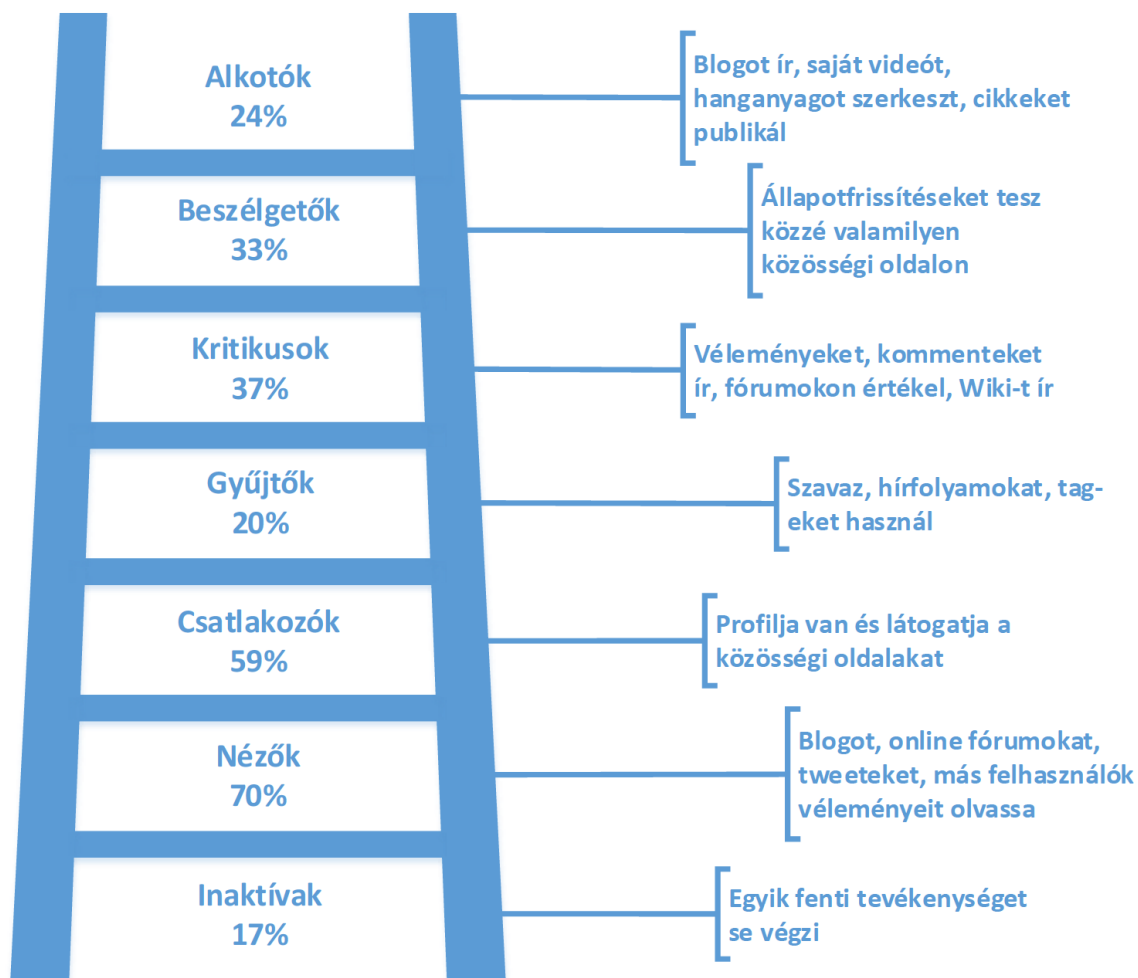 Alkotók
24%
Blogot ír, saját videót,
hanganyagot szerkeszt, cikkeket
publikál
Beszélgetők
33%
Állapotfrissítéseket tesz
közzé valamilyen
közösségi oldalon
Kritikusok
37%
Véleményeket, kommenteket
ír, fórumokon értékel, Wiki-t ír
Gyűjtők
20%
Szavaz, hírfolyamokat, tag-
eket használ
Csatlakozók
59%
Profilja van és látogatja a
közösségi oldalakat
Nézők
70%
Blogot, online fórumokat,
tweeteket, más felhasználók
véleményeit olvassa
Inaktívak
17%
Egyik fenti tevékenységet
se végzi